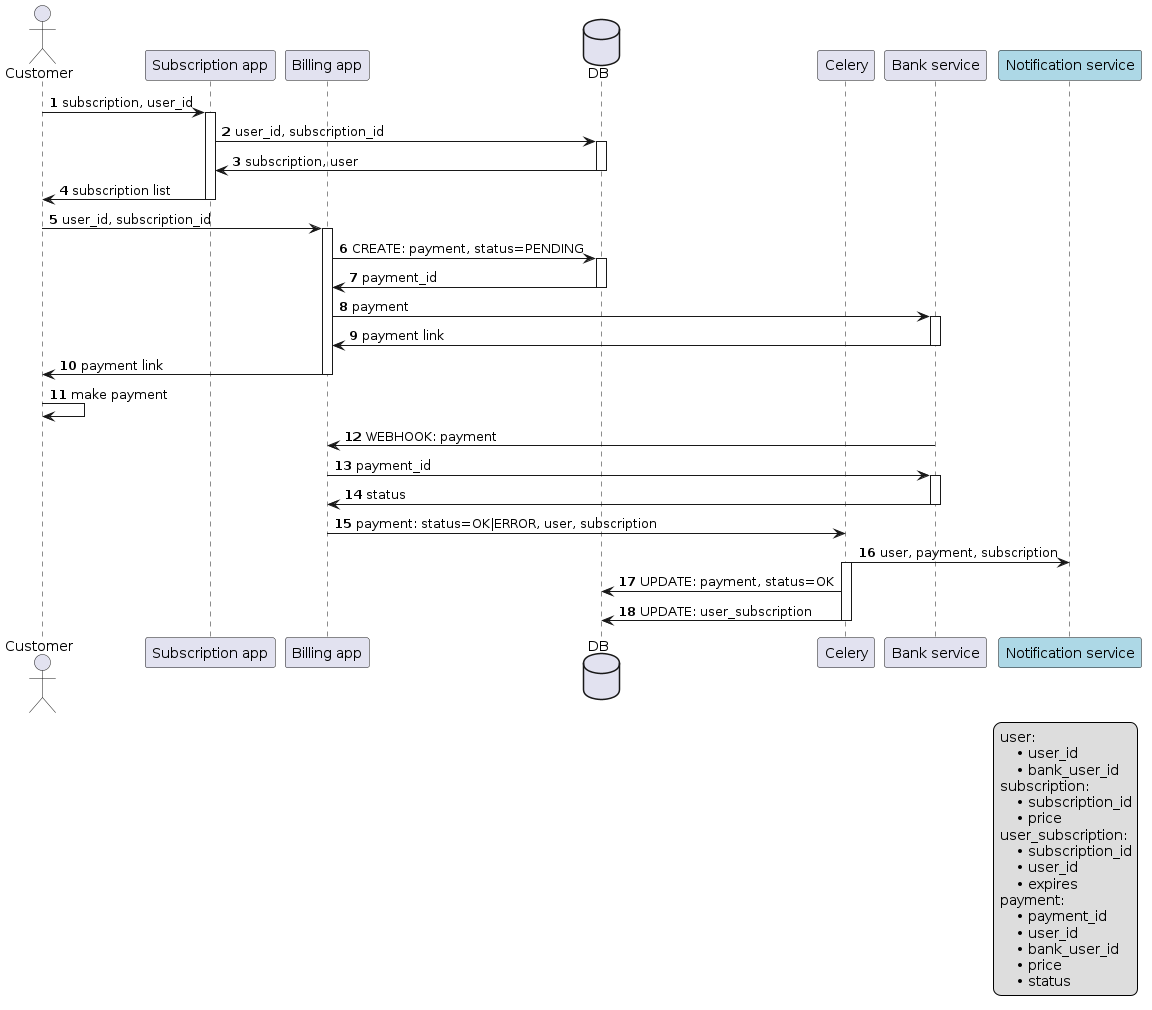 Customer
Subscription app
Billing app
DB
Celery
Bank service
Notification service
1 subscription, user_id
2 user_id, subscription_id
3 subscription, user
4 subscription list
5 user_id, subscription_id
6 CREATE: payment, status=PENDING
7 payment_id
8 payment
9 payment link
10 payment link
11 make payment
12 WEBHOOK: payment
13 payment_id
14 status
15 payment: status=OK|ERROR, user, subscription
16 user, payment, subscription
17 UPDATE: payment, status=OK
18 UPDATE: user_subscription
Customer
Subscription app
Billing app
DB
Celery
Bank service
Notification service
user:
• user_id
• bank_user_id
subscription:
• subscription_id
• price
user_subscription:
• subscription_id
• user_id
• expires
payment:
• payment_id
• user_id
• bank_user_id
• price
• status